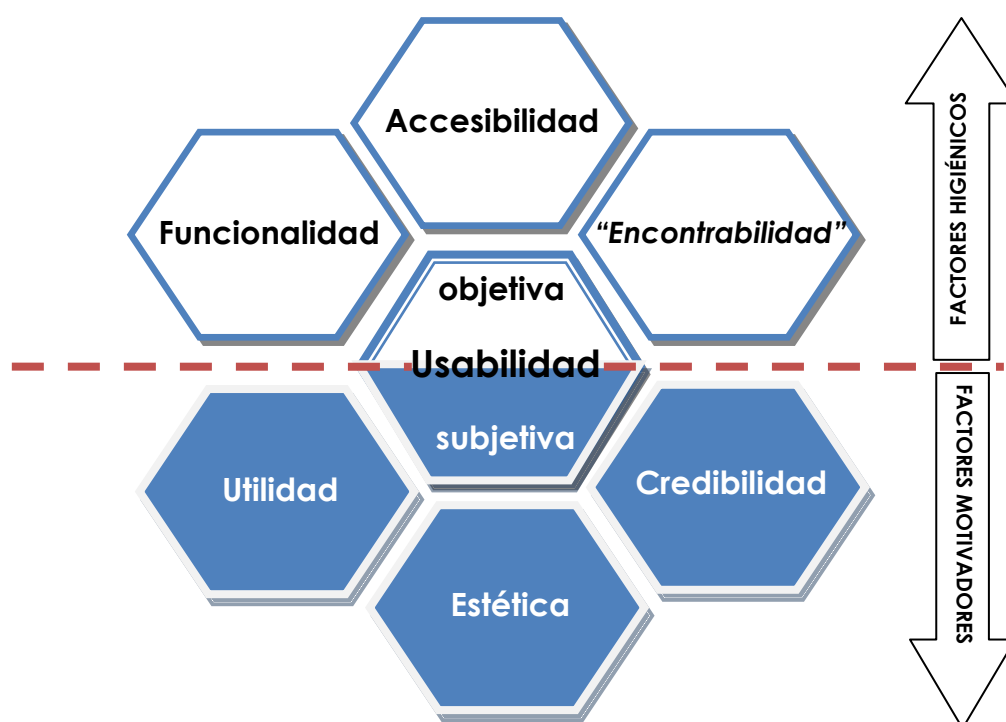 Accesibilidad
Funcionalidad
“Encontrabilidad”
objetiva
Usabilidad
subjetiva
Utilidad
Credibilidad
Estética
FACTORES HIGIÉNICOS
FACTORES MOTIVADORES